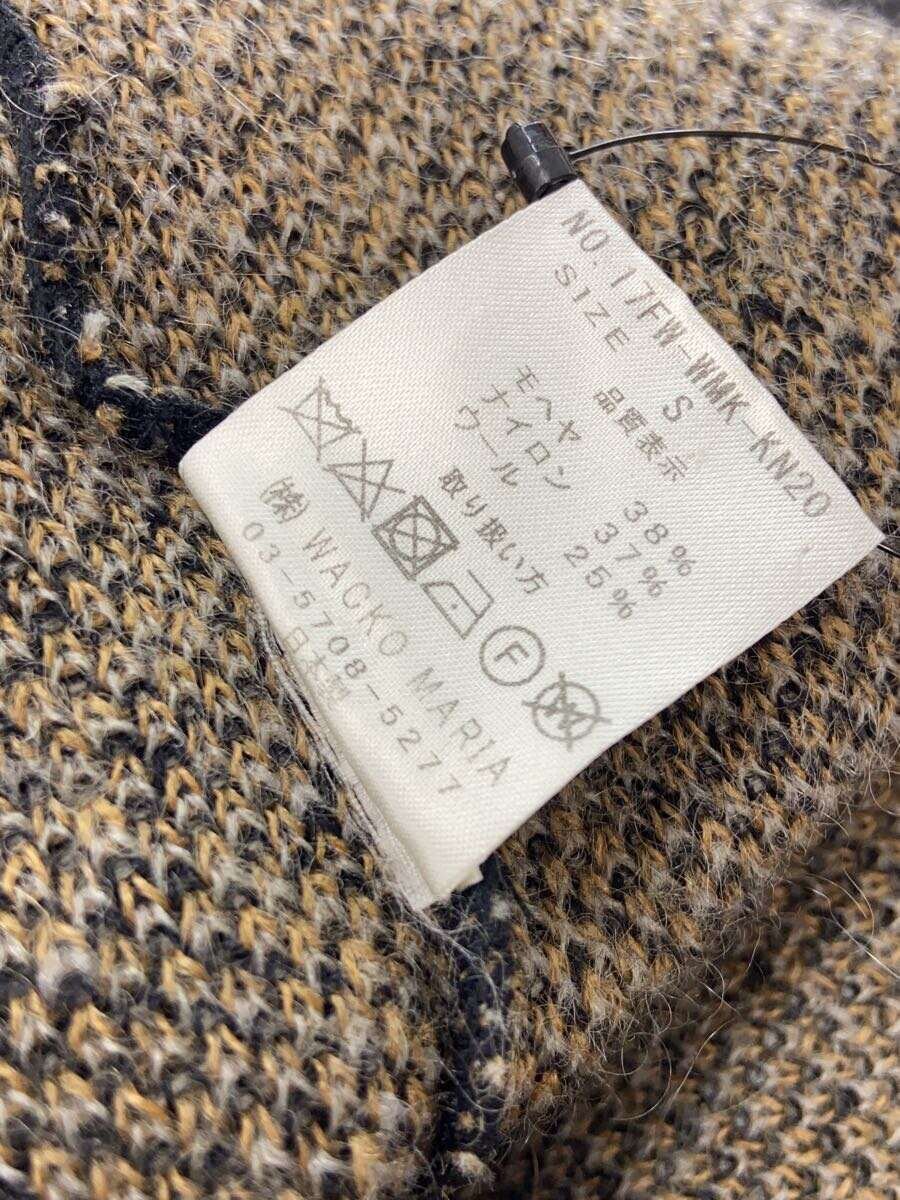 NO. 17FW-WMK-KN20
SIZE S
品質表示
モヘヤ 38%
ナイロン 37%
ウール 25%
取り扱い方
F
W
(株) WACKO MARIA
03-5708-5277
日本製